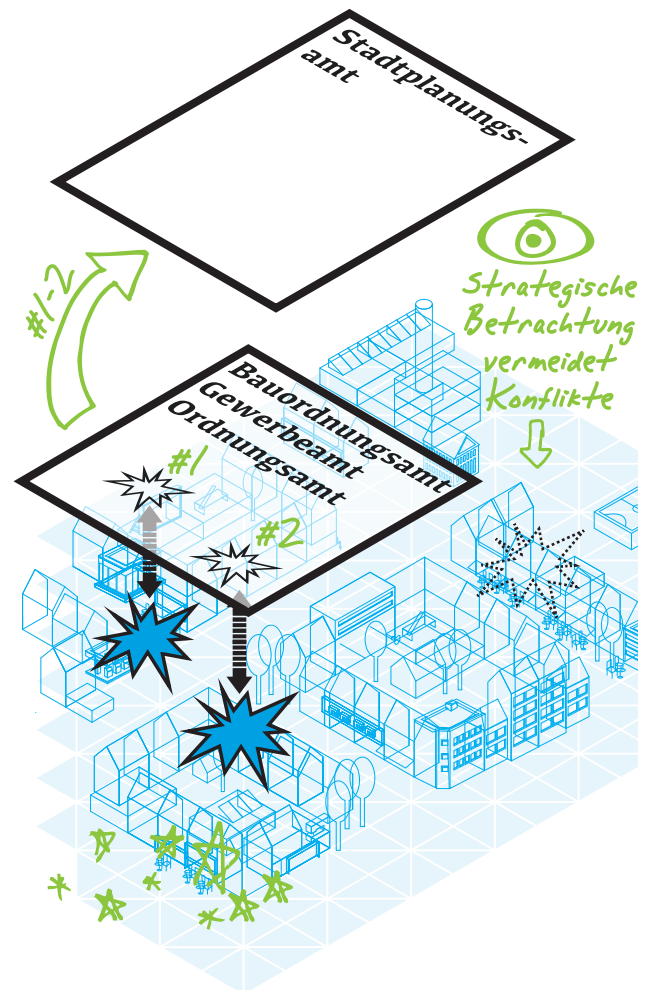 Stadtplanungs-
amt
#1-2
Strategische
Betrachtung
vermeidet
Konflikte
Bauordnungsamt
Gewerbeamt
Ordnungsamt
#1
#2